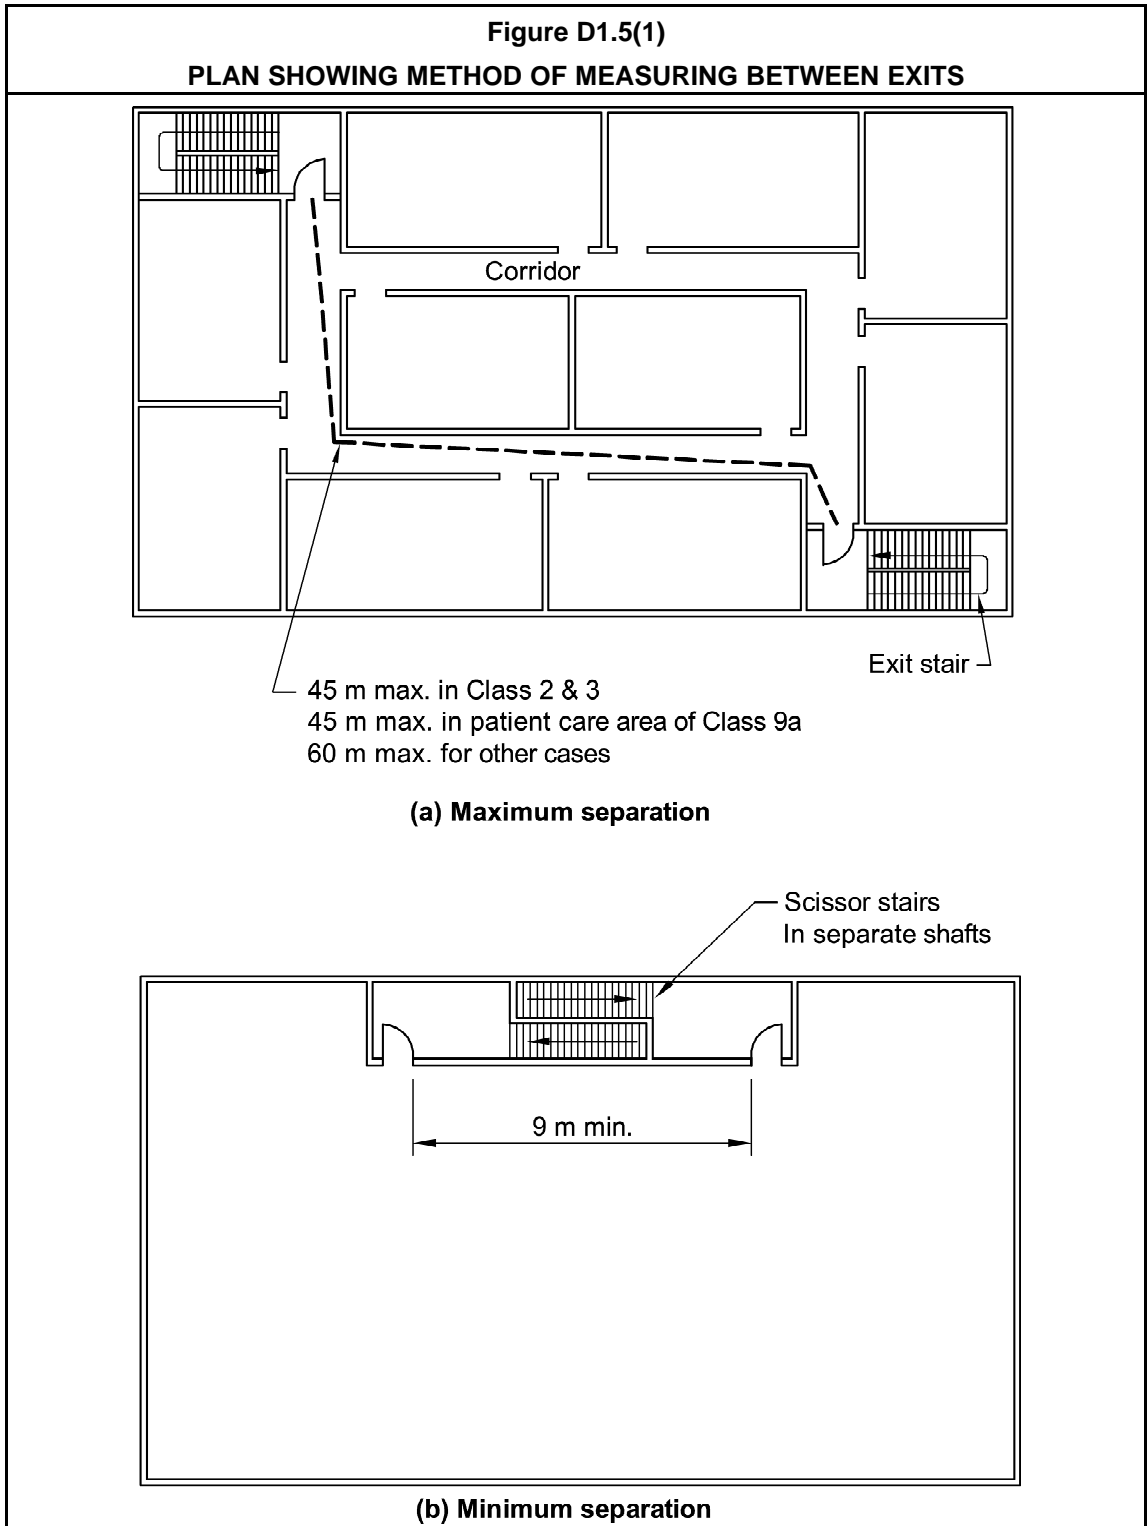 Figure D1.5(1)
PLAN SHOWING METHOD OF MEASURING BETWEEN EXITS
Corridor
Exit stair
45 m max. in Class 2 & 3
45 m max. in patient care area of Class 9a
60 m max. for other cases
(a) Maximum separation
Scissor stairs
In separate shafts
9 m min.
(b) Minimum separation